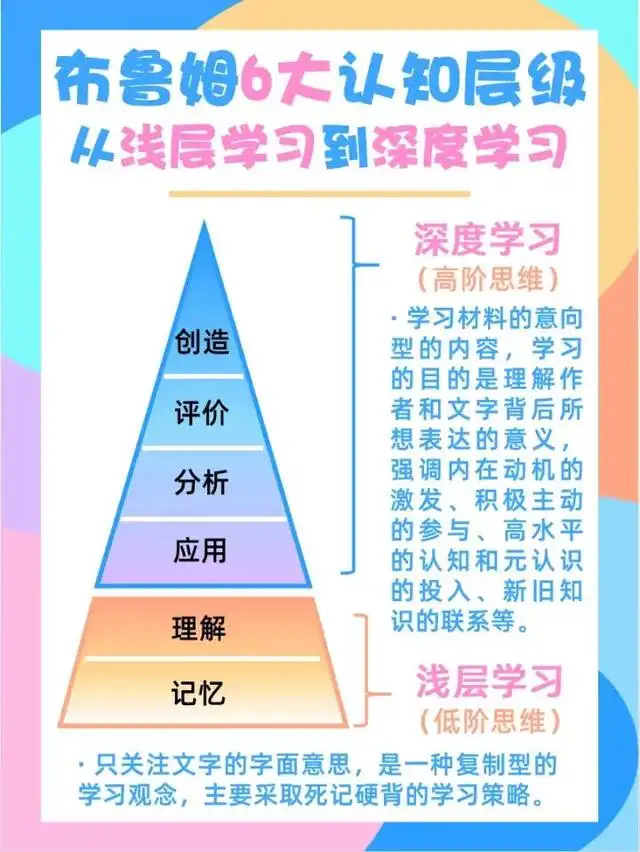 布鲁姆6大认知层级
从浅层学习到深度学习
创造
评价
分析
应用
理解
记忆
深度学习
（高阶思维）
· 学习材料的意向
型的内容，学习
的目的是理解作
者和文字背后所
想表达的意义，
强调内在动机的
激发、积极主动
的参与、高水平
的认知和元认识
的投入、新旧知
识的联系等。
浅层学习
（低阶思维）
· 只关注文字的字面意思，是一种复制型的
学习观念，主要采取死记硬背的学习策略。